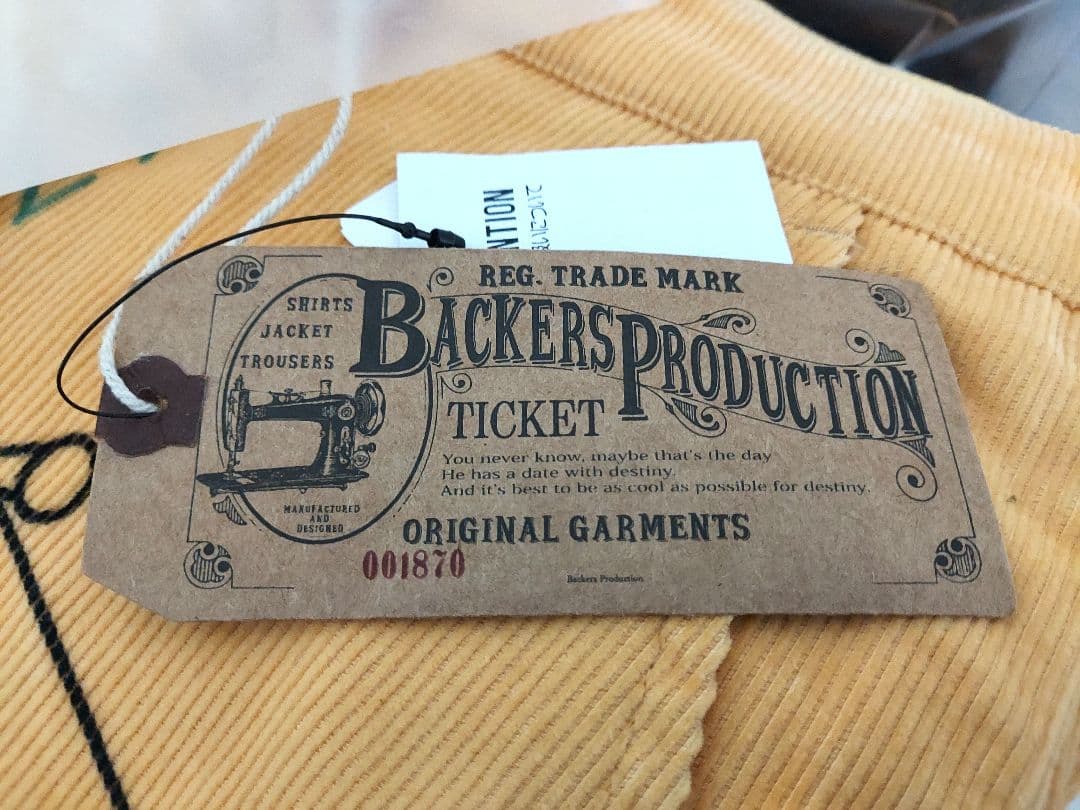 REG. TRADE MARK
SHIRTS
JACKET
TROUSERS
BACKERS PRODUCTION
TICKET
You never know, maybe that's the day
He has a date with destiny.
And it's best to be as cool as possible for destiny.
MANUFACTURED
AND
DESIGNED
ORIGINAL GARMENTS
001870
Backers Production
NTION